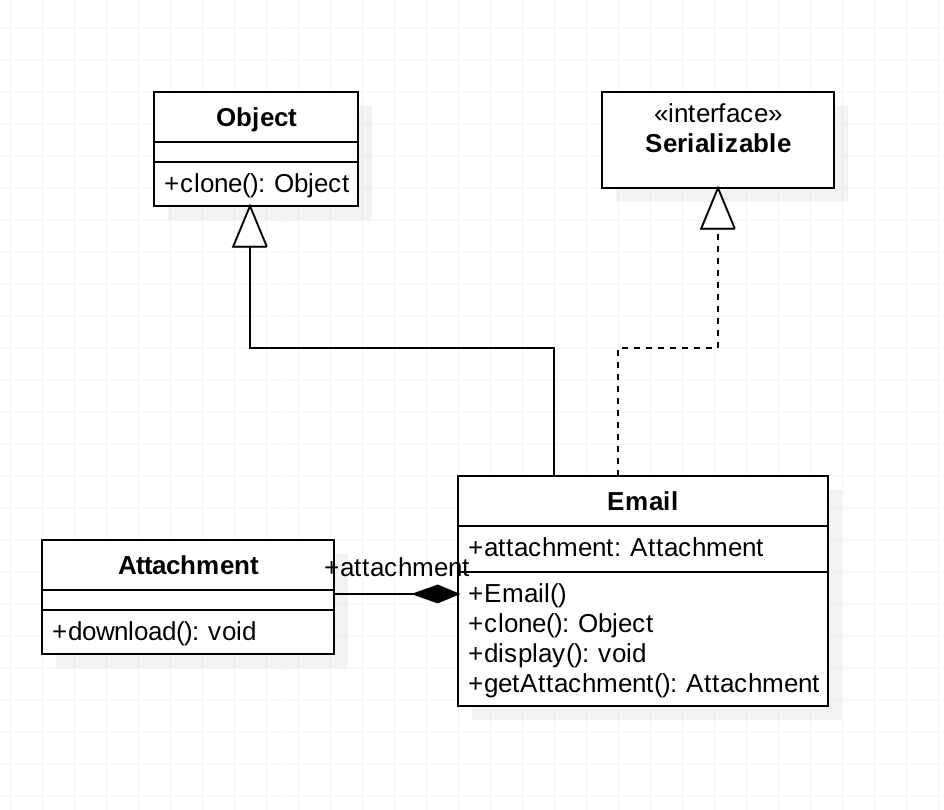 Object
+clone(): Object
«interface»
Serializable
Attachment
+download(): void
+attachment
Email
+attachment: Attachment
+Email()
+clone(): Object
+display(): void
+getAttachment(): Attachment